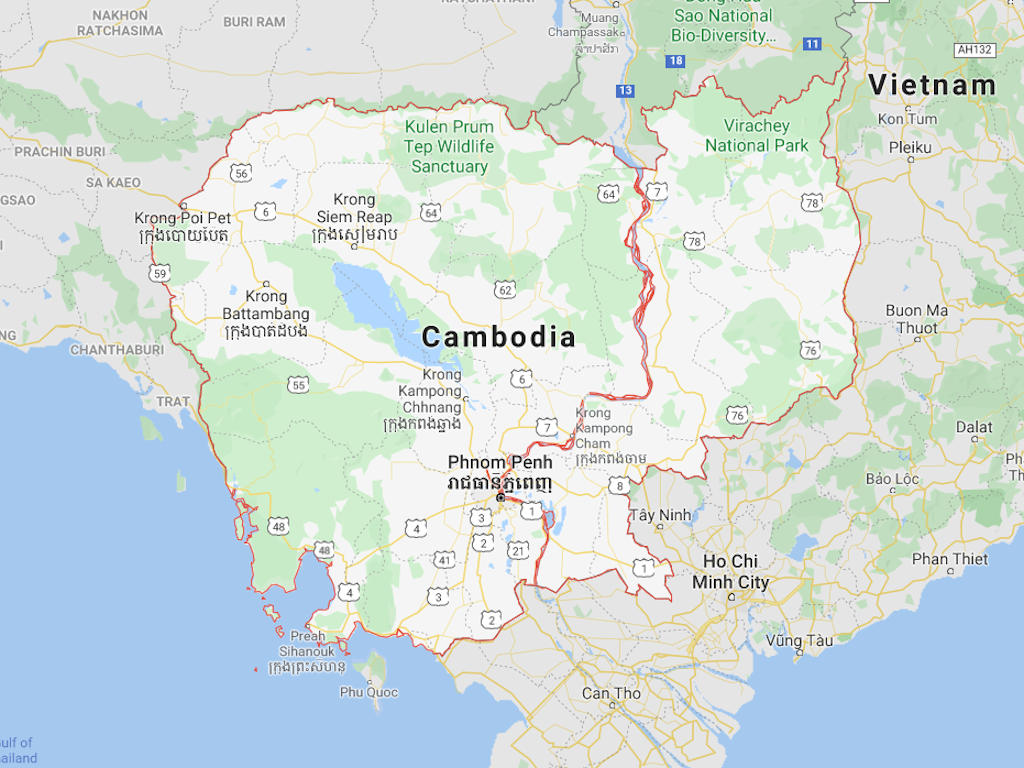 NAKHON
RATCHASIMA
BURI RAM
Muang
Champassak
ຈຳປາສັກ
Sao National
Bio-Diversity...
11
18
13
AH132
Vietnam
Kon Tum
Pleiku
Kulen Prum
Tep Wildlife
Sanctuary
Virachey
National Park
PRACHIN BURI
SA KAEO
56
6
64
64
7
78
78
Krong
Siem Reap
ក្រុងសៀមរាប
Krong Poi Pet
ក្រុងប៉ោយប៉ែត
59
62
Krong
Battambang
ក្រុងបាត់ដំបង
Buon Ma
Thuot
Cambodia
CHANTHABURI
TRAT
55
6
76
76
Krong
Kampong
Chhnang
ក្រុងកំពង់ឆ្នាំង
7
Krong
Kampong
Cham
ក្រុងកំពង់ចាម
Dalat
Phnom Penh
រាជធានីភ្នំពេញ
8
Bảo Lộc
Tây Ninh
48
48
4
3
1
2
41
21
1
Ho Chi
Minh City
Phan Thiet
4
3
2
Preah
Sihanouk
ក្រុងព្រះសីហនុ
Vũng Tàu
Phu Quoc
Can Tho